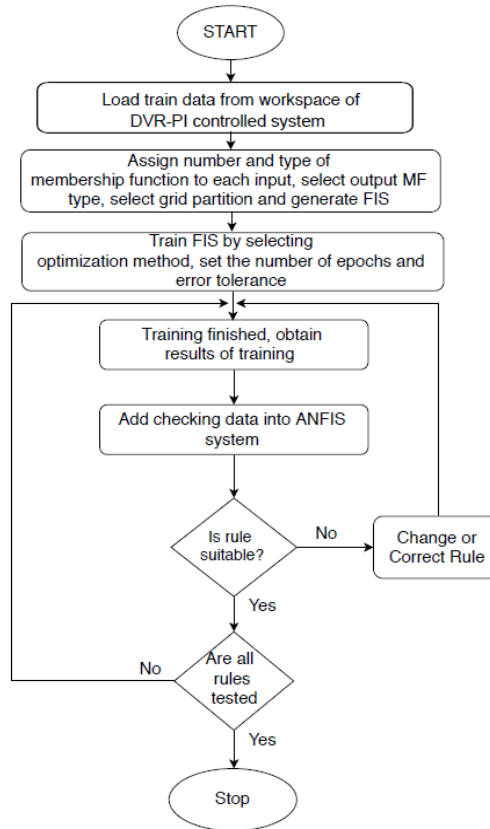 START
Load train data from workspace of
DVR-PI controlled system
Assign number and type of
membership function to each input, select output MF
type, select grid partition and generate FIS
Train FIS by selecting
optimization method, set the number of epochs and
error tolerance
Training finished, obtain
results of training
Add checking data into ANFIS
system
Is rule
suitable?
No
Change or
Correct Rule
Yes
Are all
rules
tested
No
Yes
Stop